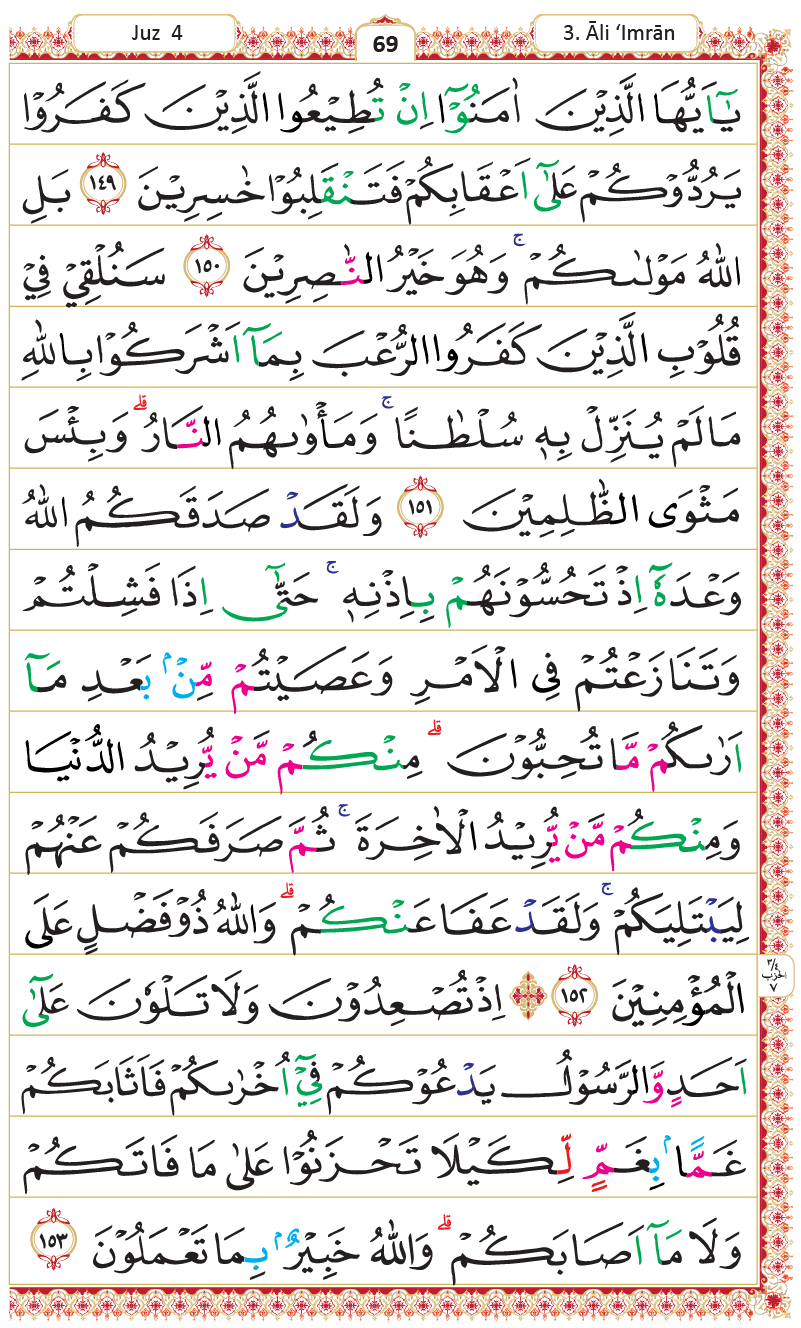 Juz 4
69
3. Āli ‘Imrān
يٰٓاَيُّهَا الَّذِيْنَ اٰمَنُوْٓا اِنْ تُطِيْعُوا الَّذِيْنَ كَفَرُوْا
يَرُدُّوْكُمْ عَلٰٓى اَعْقَابِكُمْ فَتَنْقَلِبُوْا خٰسِرِيْنَ ١٤٩ بَلِ
اللّٰهُ مَوْلٰىكُمْ ۚ وَهُوَ خَيْرُ النّٰصِرِيْنَ ١٥٠ سَنُلْقِيْ فِيْ
قُلُوْبِ الَّذِيْنَ كَفَرُوا الرُّعْبَ بِمَآ اَشْرَكُوْا بِاللّٰهِ
مَا لَمْ يُنَزِّلْ بِهٖ سُلْطٰنًا ۚ وَمَأْوٰىهُمُ النَّارُ ۗ وَبِئْسَ
مَثْوَى الظّٰلِمِيْنَ ١٥١ وَلَقَدْ صَدَقَكُمُ اللّٰهُ
وَعْدَهٗٓ اِذْ تَحُسُّوْنَهُمْ بِاِذْنِهٖ ۚ حَتّٰٓى اِذَا فَشِلْتُمْ
وَتَنَازَعْتُمْ فِى الْاَمْرِ وَعَصَيْتُمْ مِّنْۢ بَعْدِ مَآ
اَرٰىكُمْ مَّا تُحِبُّوْنَ ۗ مِنْكُمْ مَّنْ يُّرِيْدُ الدُّنْيَا
وَمِنْكُمْ مَّنْ يُّرِيْدُ الْاٰخِرَةَ ۚ ثُمَّ صَرَفَكُمْ عَنْهُمْ
لِيَبْتَلِيَكُمْ ۚ وَلَقَدْ عَفَا عَنْكُمْ ۗ وَاللّٰهُ ذُوْ فَضْلٍ عَلَى
الْمُؤْمِنِيْنَ ١٥٢ ۞ اِذْ تُصْعِدُوْنَ وَلَا تَلْوٗنَ عَلٰٓى
٣/٤
الحزب
٧
اَحَدٍ وَّالرَّسُوْلُ يَدْعُوْكُمْ فِيْٓ اُخْرٰىكُمْ فَاَثَابَكُمْ
غَمًّاۢ بِغَمٍّ لِّكَيْلَا تَحْزَنُوْا عَلٰى مَا فَاتَكُمْ
وَلَا مَآ اَصَابَكُمْ ۗ وَاللّٰهُ خَبِيْرٌۢ بِمَا تَعْمَلُوْنَ ١٥٣